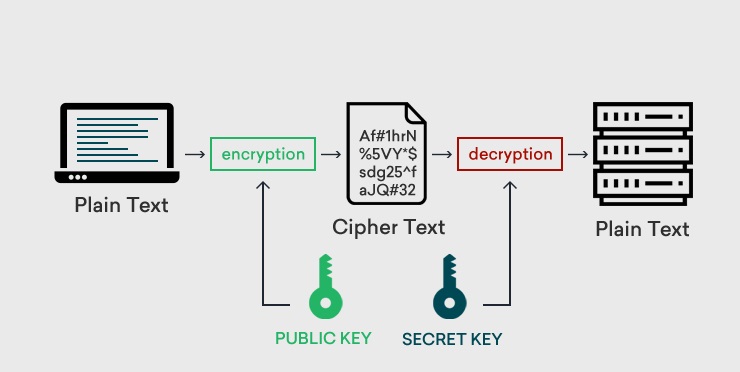 encryption
Af#1hrN
%5VY*$
sdg25^f
aJQ#32
decryption
Plain Text
Cipher Text
Plain Text
PUBLIC KEY
SECRET KEY